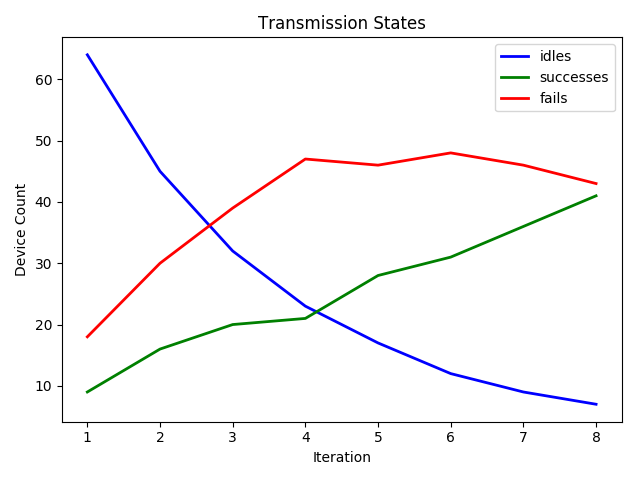 Transmission States
idles
successes
fails
Device Count
60
50
40
30
20
10
1 2 3 4 5 6 7 8
Iteration